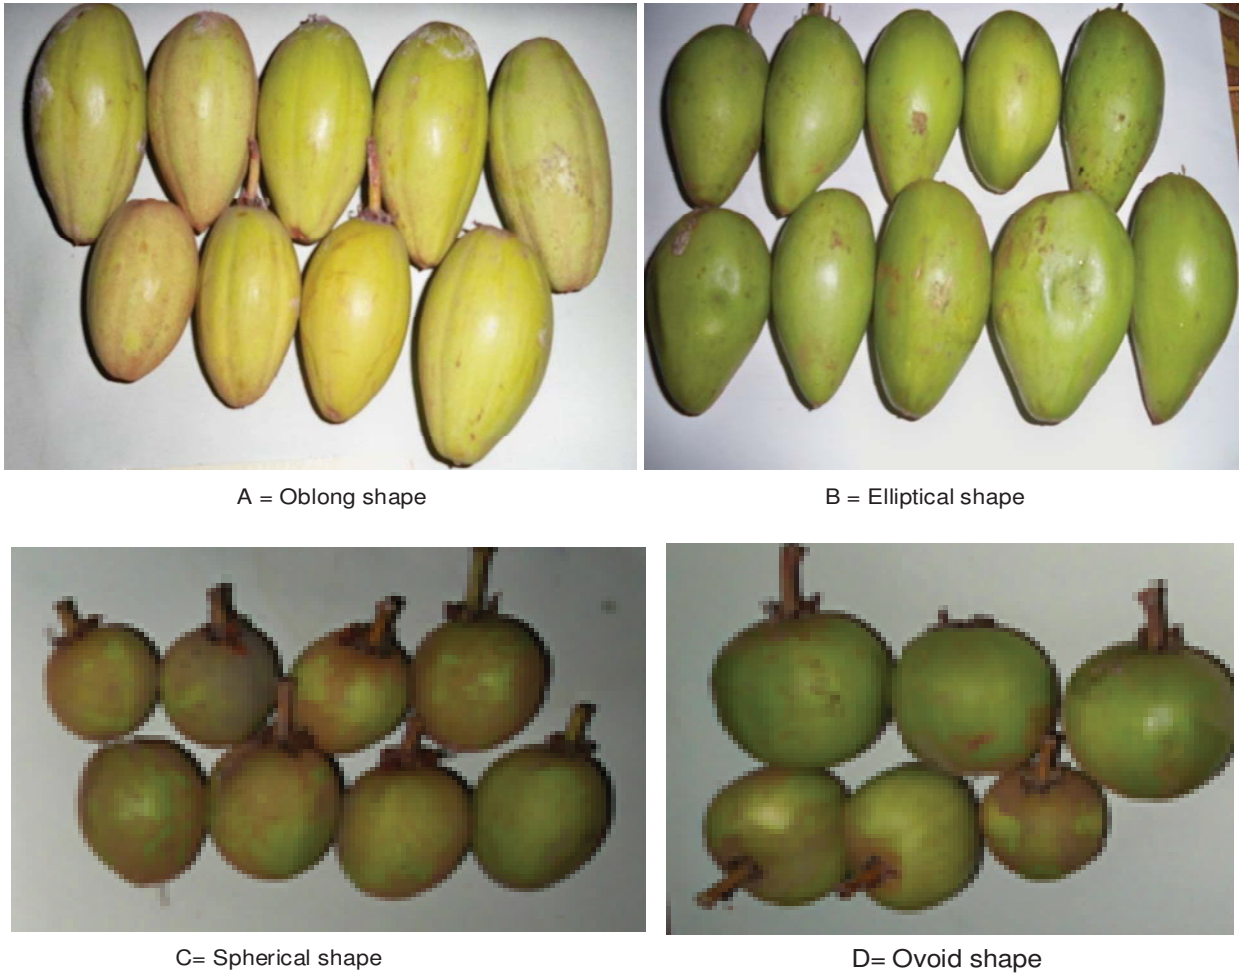 A = Oblong shape
B = Elliptical shape
C= Spherical shape
D= Ovoid shape